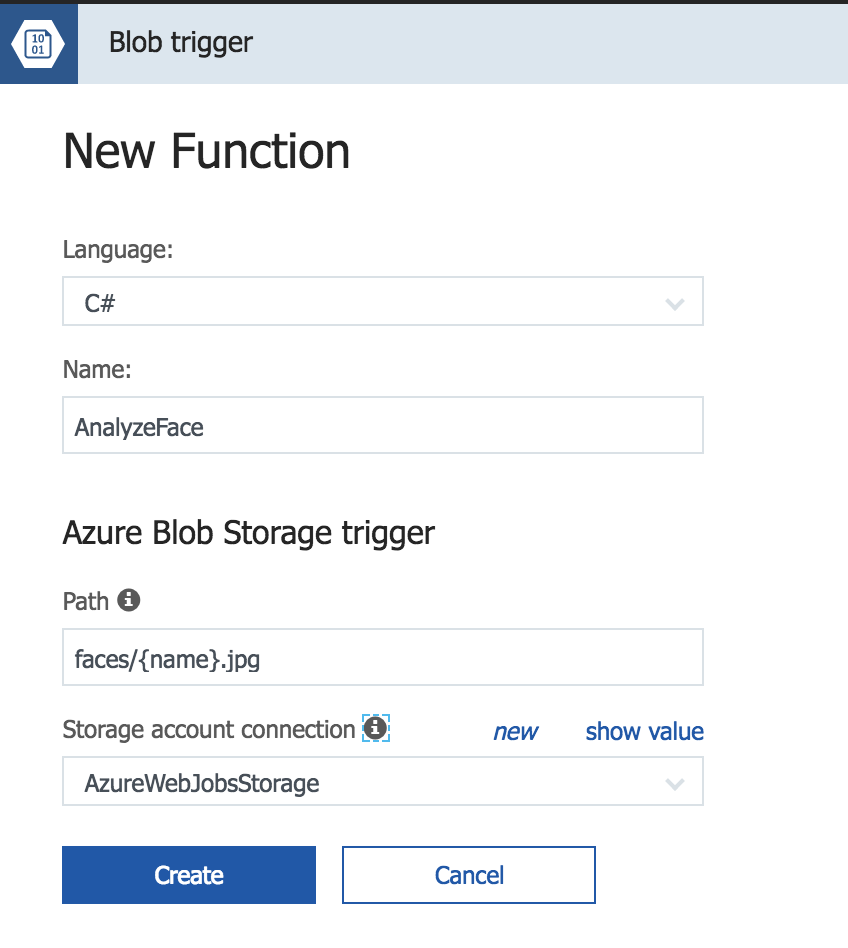 10
01
Blob trigger
New Function
Language:
C#
Name:
AnalyzeFace
Azure Blob Storage trigger
Path
faces/{name}.jpg
Storage account connection new show value
AzureWebJobsStorage
Create Cancel